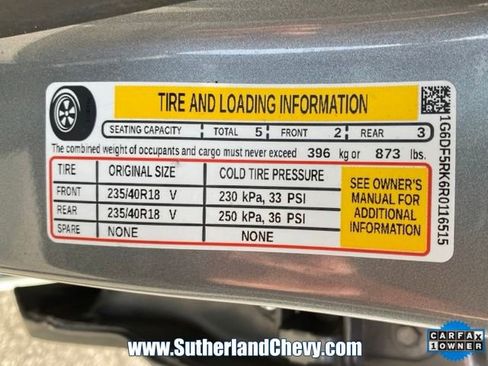 TIRE AND LOADING INFORMATION
SEATING CAPACITY TOTAL 5 FRONT 2 REAR 3
The combined weight of occupants and cargo must never exceed 396 kg or 873 lbs.
TIRE ORIGINAL SIZE COLD TIRE PRESSURE
FRONT 235/40R18 V 230 kPa, 33 PSI
REAR 235/40R18 V 250 kPa, 36 PSI
SPARE NONE NONE
SEE OWNER'S
MANUAL FOR
ADDITIONAL
INFORMATION
1G6DF5RK6R0116515
www.SutherlandChevy.com
CARFAX
1 OWNER